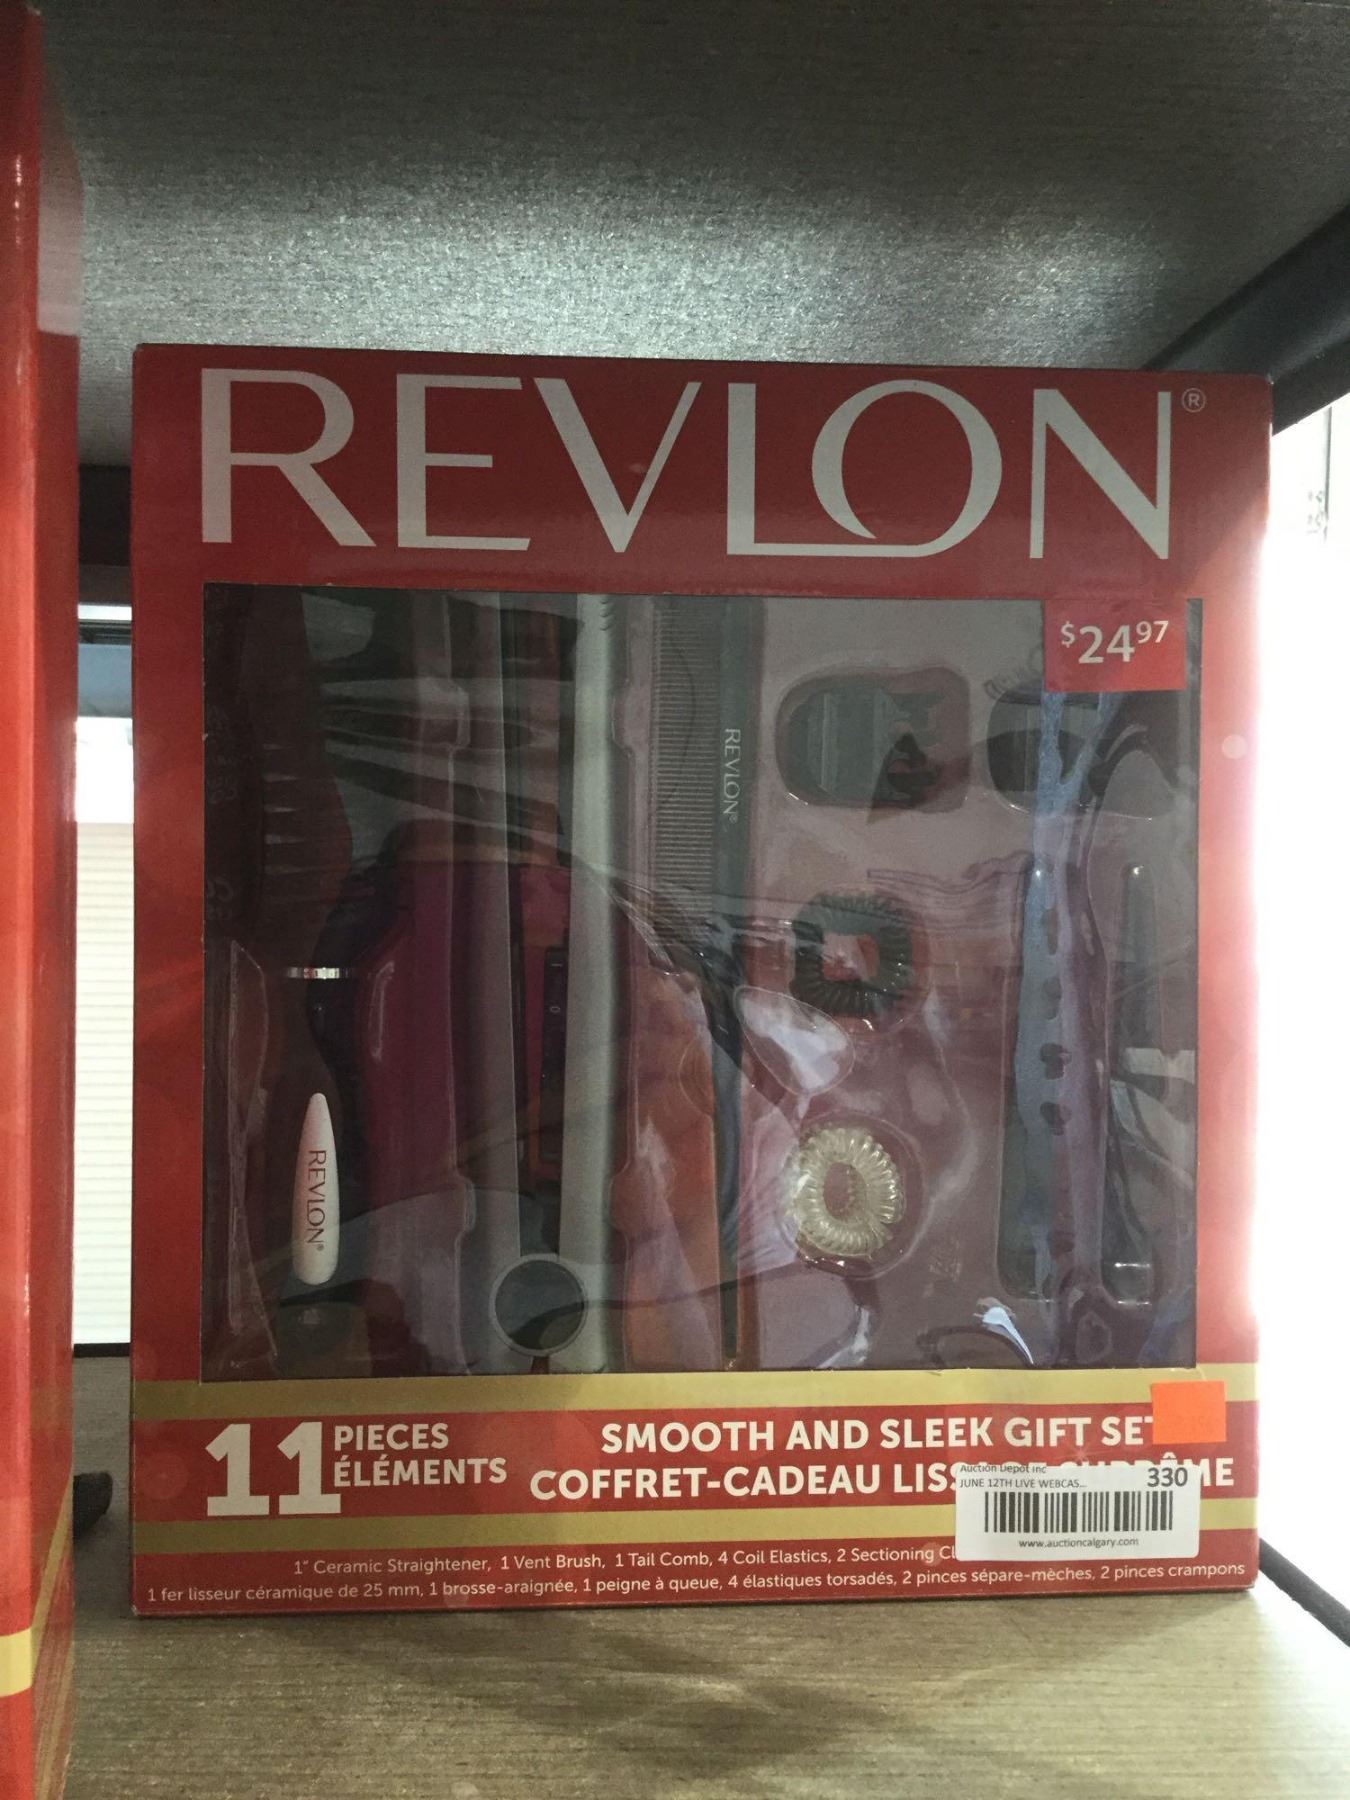 REVLON®
$24.97
REVLON®
REVLON®
11 PIECES
ÉLÉMENTS
SMOOTH AND SLEEK GIFT SET
COFFRET-CADEAU LISS
Auction Depot Inc
JUNE 12TH LIVE WEBCAS...
330
www.auctioncalgary.com
1" Ceramic Straightener, 1 Vent Brush, 1 Tail Comb, 4 Coil Elastics, 2 Sectioning Cl
1 fer lisseur céramique de 25 mm, 1 brosse-araignée, 1 peigne à queue, 4 élastiques torsadés, 2 pinces sépare-mèches, 2 pinces crampons